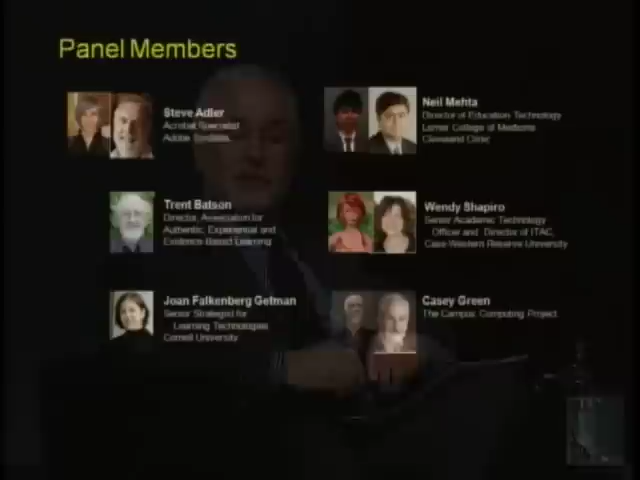 Panel Members
Steve Adler
Acrobat Specialist
Adobe Systems
Neil Mehta
Director of Education Technology
Lerner College of Medicine
Cleveland Clinic
Trent Batson
Director, Association for
Authentic, Experiential and
Evidence-Based Learning
Wendy Shapiro
Senior Academic Technology
Officer and Director of ITAC,
Case Western Reserve University
Joan Falkenberg Getman
Senior Strategist for
Learning Technologies
Cornell University
Casey Green
The Campus Computing Project